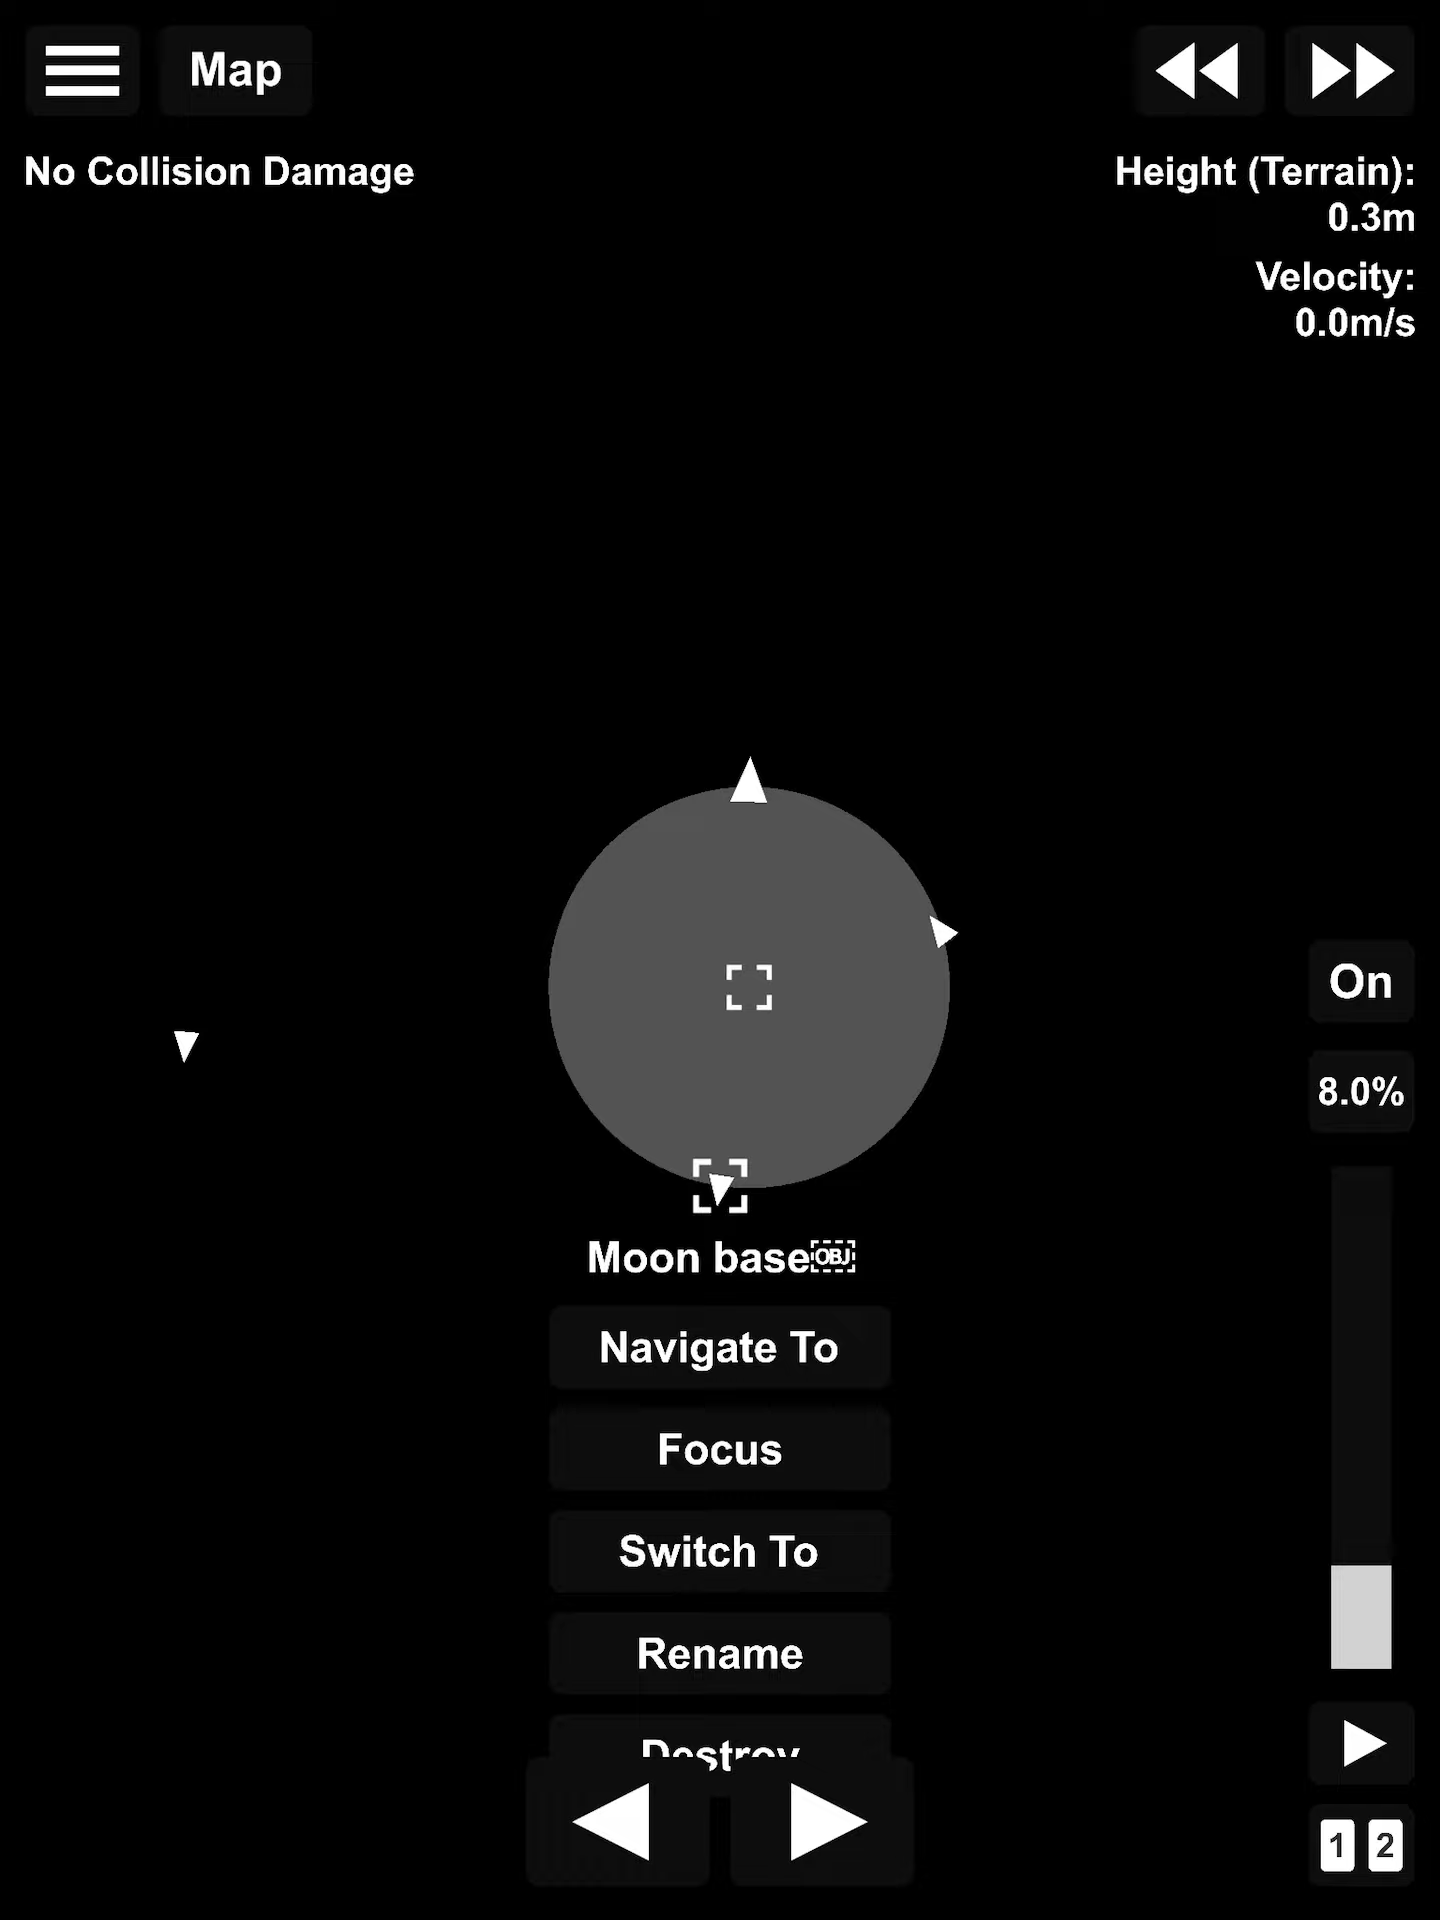 Map
No Collision Damage
Height (Terrain):
0.3m
Velocity:
0.0m/s
On
8.0%
Moon base￼
Navigate To
Focus
Switch To
Rename
Destroy
1 2